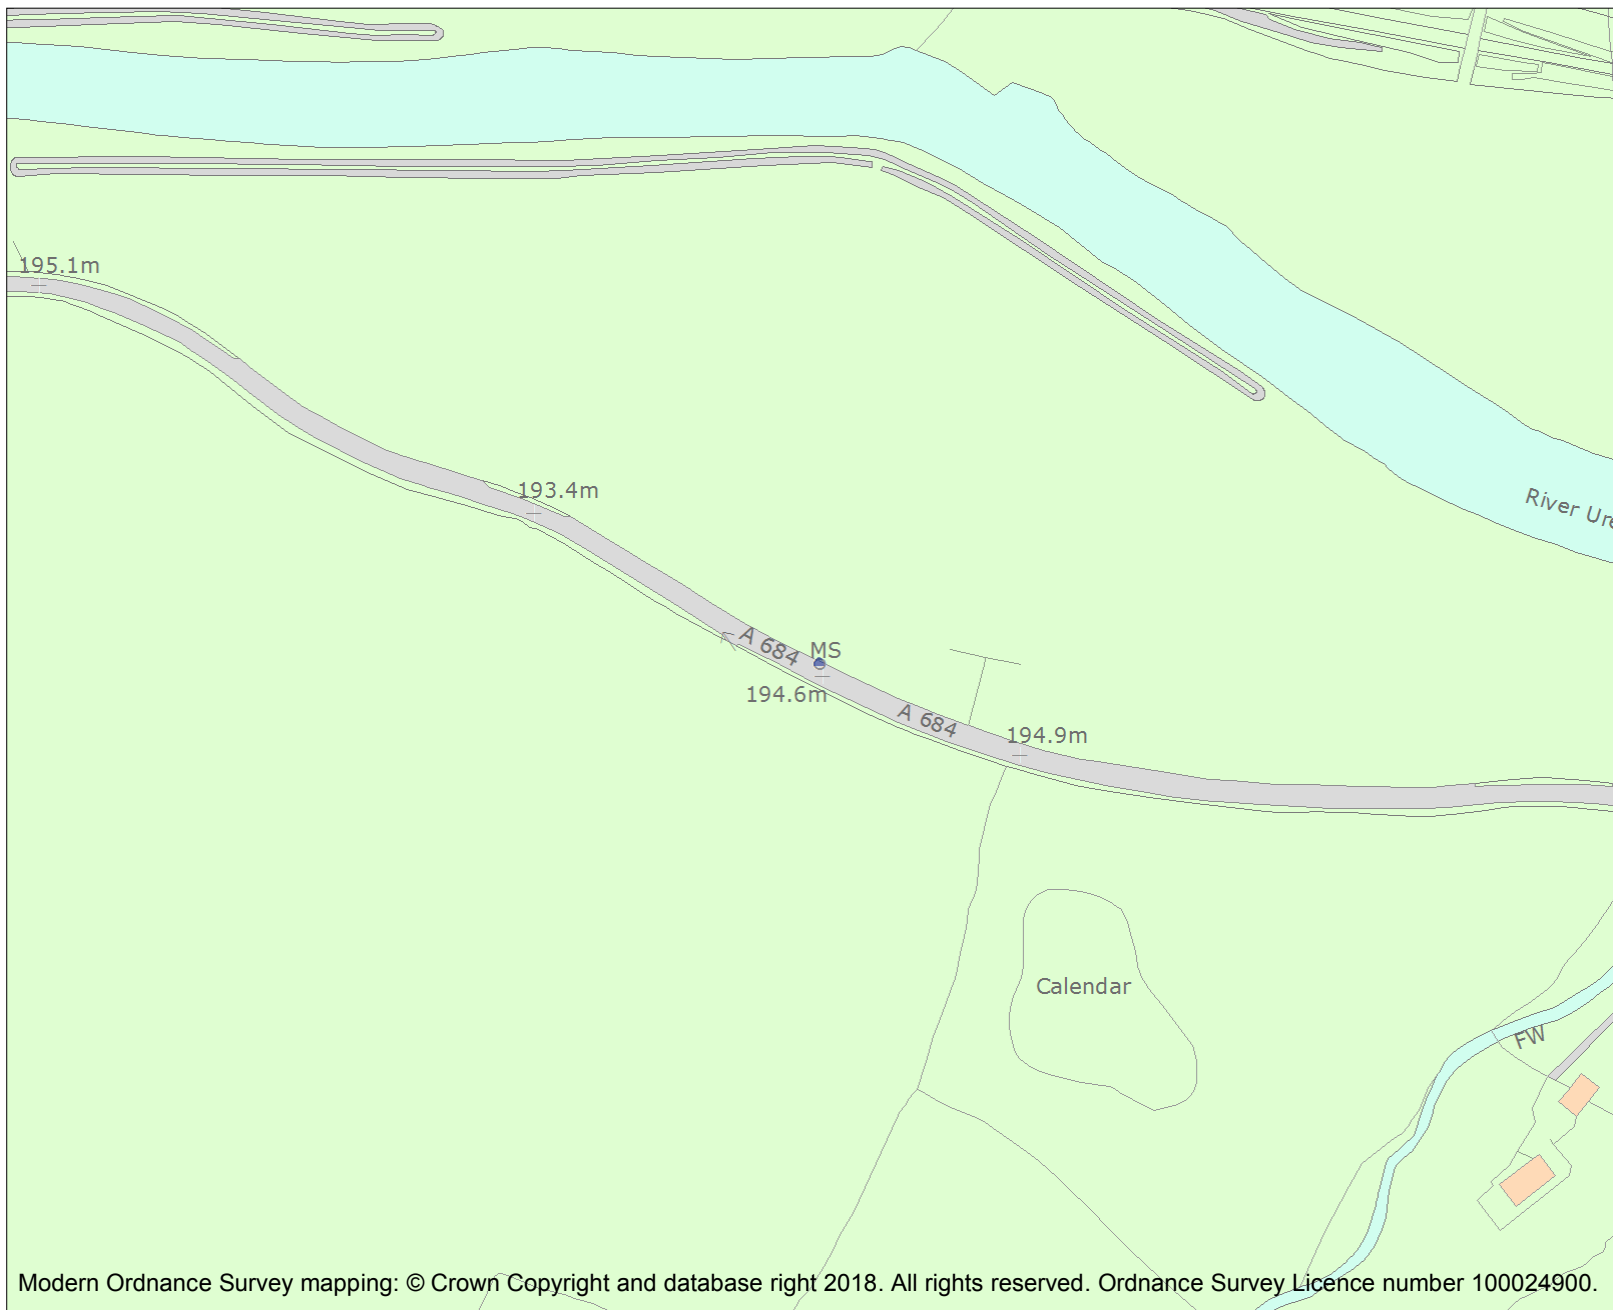 195.1m
193.4m
River Ure
A 684
MS
194.6m
A 684
194.9m
Calendar
FW
Modern Ordnance Survey mapping: © Crown Copyright and database right 2018. All rights reserved. Ordnance Survey Licence number 100024900.